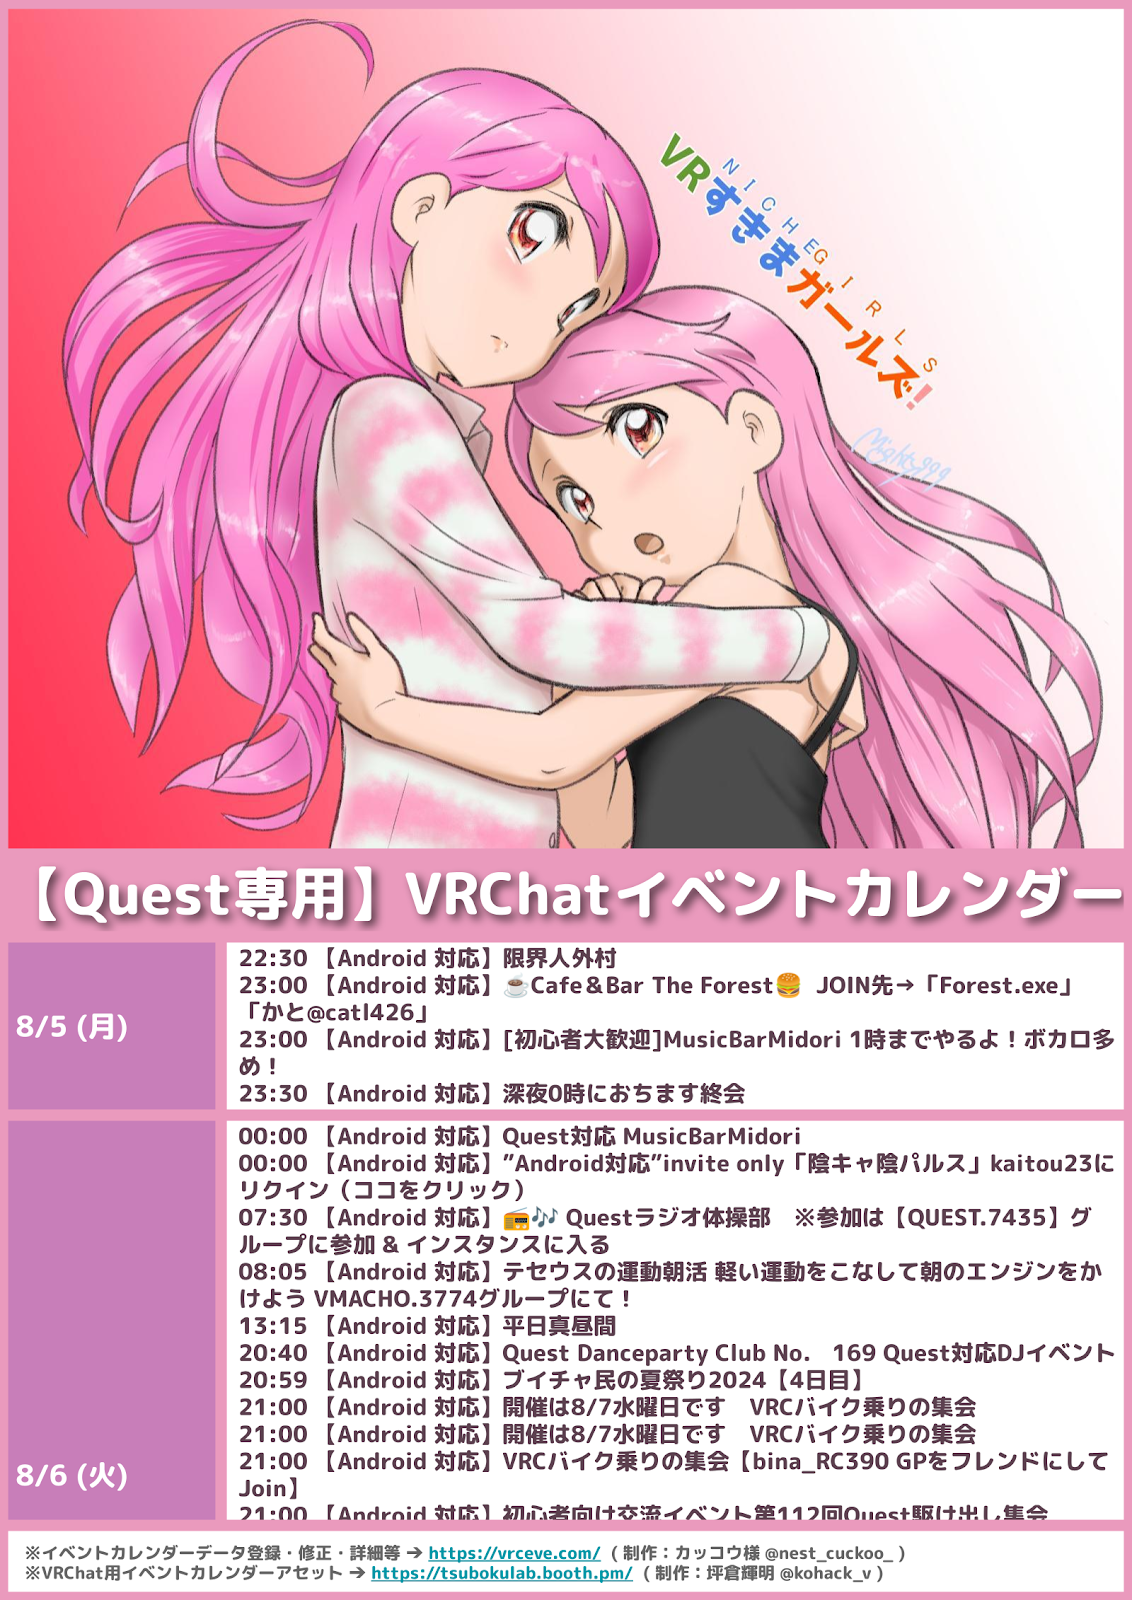 NICHE GIRLS
VRすきまガールズ!
Mighty999
【Quest専用】VRChatイベントカレンダー
8/5 (月)
22:30 【Android 対応】限界人外村
23:00 【Android 対応】☕Cafe＆Bar The Forest🍔 JOIN先→「Forest.exe」
「かと@catl426」
23:00 【Android 対応】[初心者大歓迎]MusicBarMidori 1時までやるよ！ボカロ多
め！
23:30 【Android 対応】深夜0時におちます終会
8/6 (火)
00:00 【Android 対応】Quest対応 MusicBarMidori
00:00 【Android 対応】”Android対応”invite only「陰キャ陰パルス」kaitou23に
リクイン（ココをクリック）
07:30 【Android 対応】📻🎶 Questラジオ体操部　※参加は【QUEST.7435】グ
ループに参加 & インスタンスに入る
08:05 【Android 対応】テセウスの運動朝活 軽い運動をこなして朝のエンジンをか
けよう VMACHO.3774グループにて！
13:15 【Android 対応】平日真昼間
20:40 【Android 対応】Quest Danceparty Club No.　169 Quest対応DJイベント
20:59 【Android 対応】ブイチャ民の夏祭り2024【4日目】
21:00 【Android 対応】開催は8/7水曜日です　VRCバイク乗りの集会
21:00 【Android 対応】開催は8/7水曜日です　VRCバイク乗りの集会
21:00 【Android 対応】VRCバイク乗りの集会【bina_RC390 GPをフレンドにして
Join】
21:00 【Android 対応】初心者向け交流イベント第112回Quest駆け出し集会
※イベントカレンダーデータ登録・修正・詳細等 → https://vrceve.com/ ( 制作：カッコウ様 @nest_cuckoo_ )
※VRChat用イベントカレンダーアセット → https://tsubokulab.booth.pm/ ( 制作：坪倉輝明 @kohack_v )